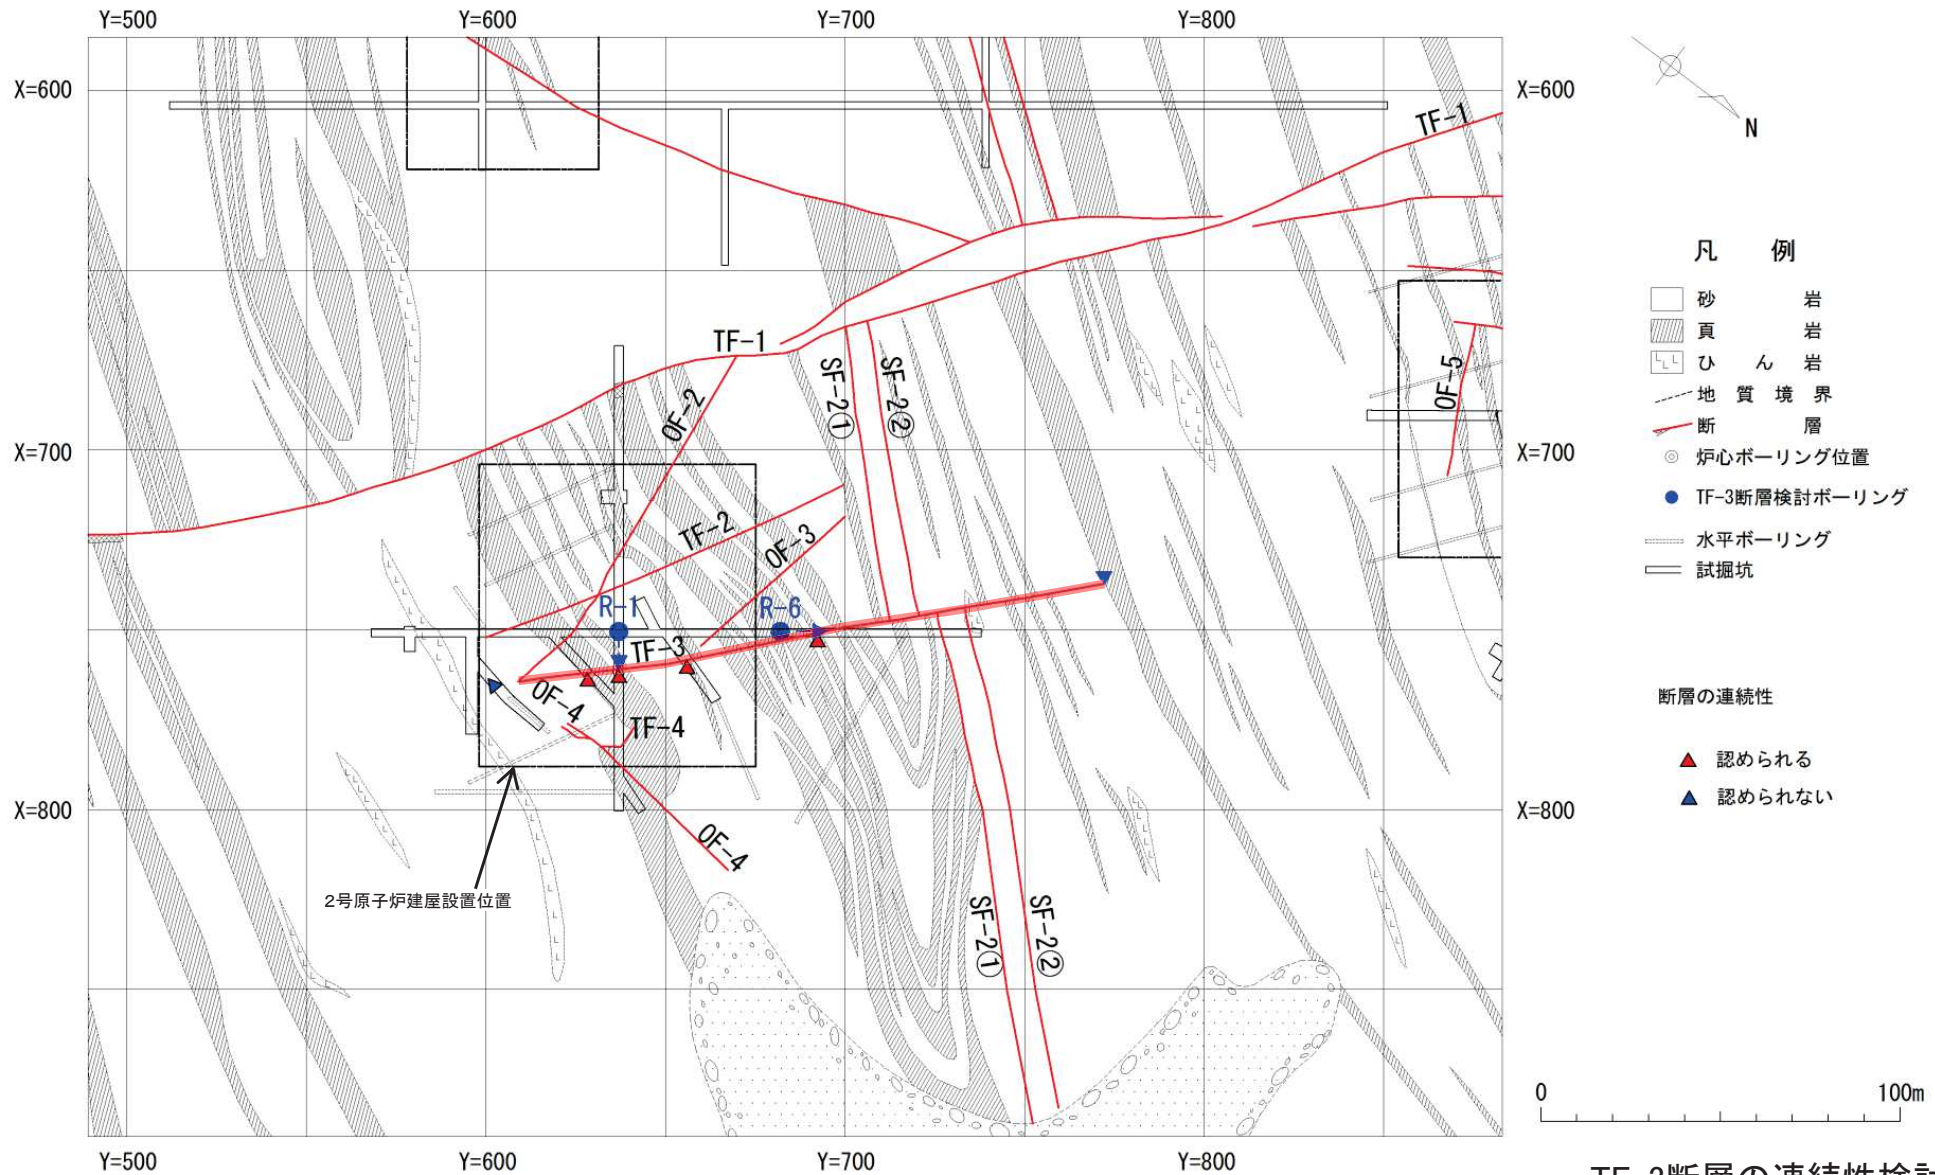 Y=500 Y=600 Y=700 Y=800
X=600 X=600
TF-1
N
凡 例
砂 岩
頁 岩
ひ ん 岩
地 質 境 界
断 層
炉心ボーリング位置
TF-3断層検討ボーリング
水平ボーリング
試掘坑
TF-1
SF-2① SF-2②
OF-2
OF-5
X=700 X=700
TF-2
OF-3
R-1 R-6
TF-3
OF-4
TF-4
断層の連続性
認められる
認められない
X=800 X=800
OF-4
2号原子炉建屋設置位置
SF-2① SF-2②
0 100m
Y=500 Y=600 Y=700 Y=800